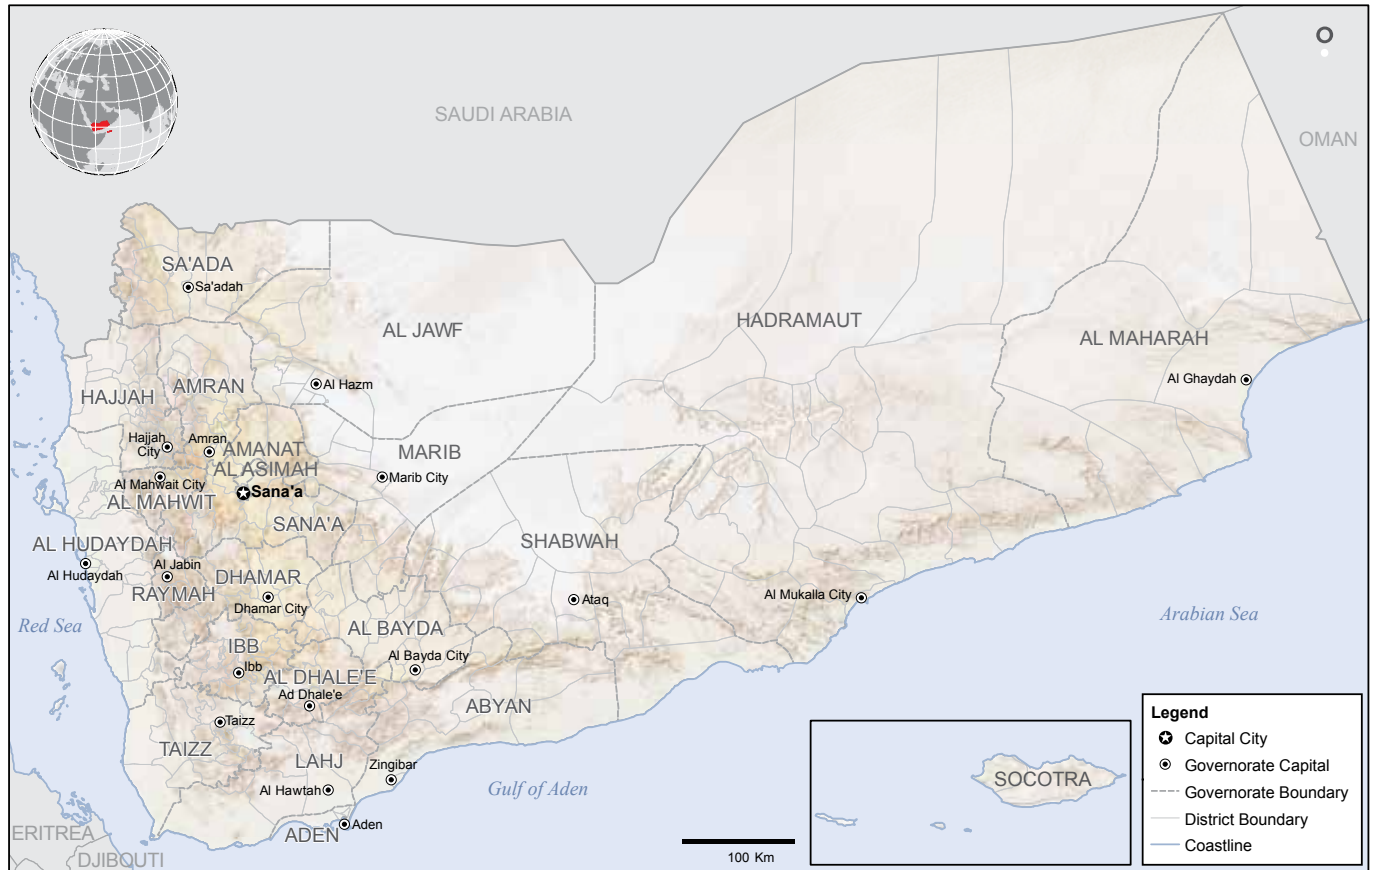 SAUDI ARABIA
OMAN
SA'ADA
Sa'adah
AL JAWF
HADRAMAUT
AL MAHARAH
Al Ghaydah
Al Hazm
AMRAN
HAJJAH
Hajjah
City
Amran
AMANAT
AL ASIMAH
MARIB
Marib City
Al Mahwait City
Sana'a
AL MAHWIT
SANA'A
SHABWAH
AL HUDAYDAH
Al Hudaydah
Al Jabin
RAYMAH
DHAMAR
Dhamar City
Ataq
Al Mukalla City
Arabian Sea
Red Sea
AL BAYDA
Al Bayda City
IBB
Ibb
AL DHALE'E
Ad Dhale'e
ABYAN
Taizz
TAIZZ
LAHJ
Zingibar
Al Hawtah
Gulf of Aden
ADEN
Aden
ERITREA
DJIBOUTI
100 Km
SOCOTRA
Legend
Capital City
Governorate Capital
Governorate Boundary
District Boundary
Coastline